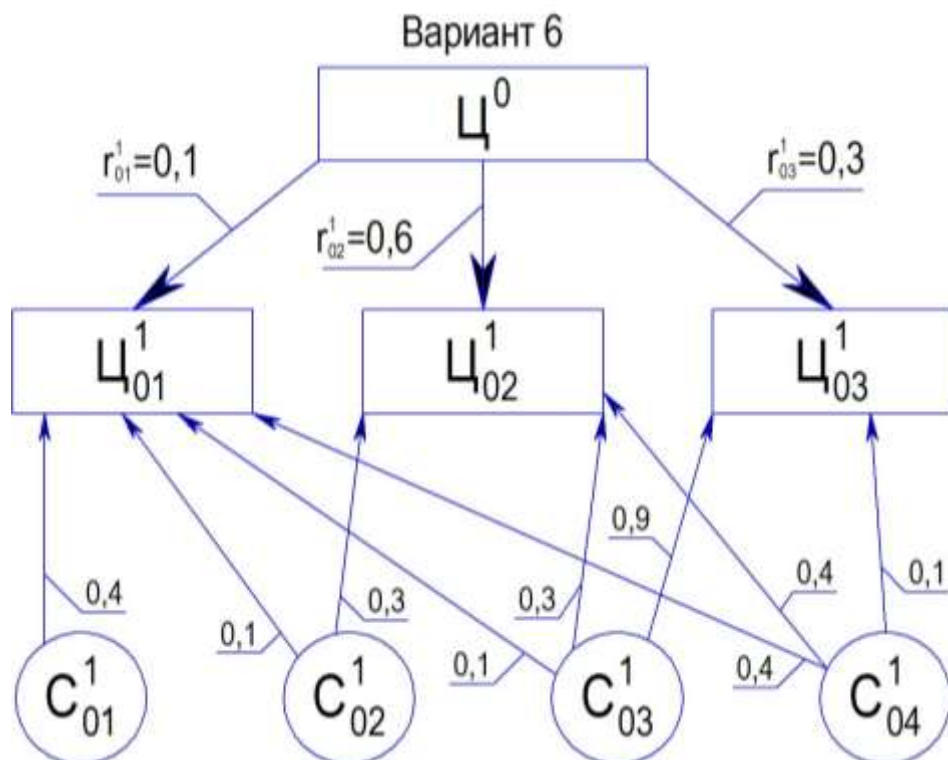 Вариант 6
Ц⁰
r¹₀₁=0,1
r¹₀₃=0,3
r¹₀₂=0,6
Ц¹₀₁
Ц¹₀₂
Ц¹₀₃
0,9
0,4
0,3
0,3
0,4
0,1
0,1
0,1
0,4
С¹₀₁
С¹₀₂
С¹₀₃
С¹₀₄